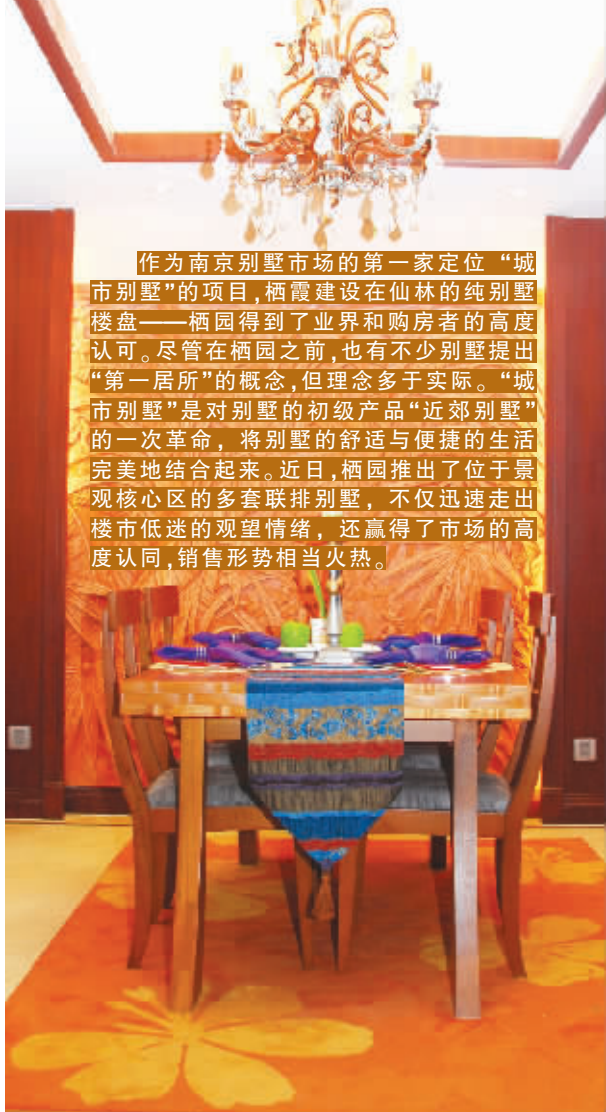 作为南京别墅市场的第一家定位“城
市别墅”的项目,栖霞建设在仙林的纯别墅
楼盘——栖园得到了业界和购房者的高度
认可。尽管在栖园之前,也有不少别墅提出
“第一居所”的概念,但理念多于实际。“城
市别墅”是对别墅的初级产品“近郊别墅”
的一次革命,将别墅的舒适与便捷的生活
完美地结合起来。近日,栖园推出了位于景
观核心区的多套联排别墅,不仅迅速走出
楼市低迷的观望情绪,还赢得了市场的高
度认同,销售形势相当火热。